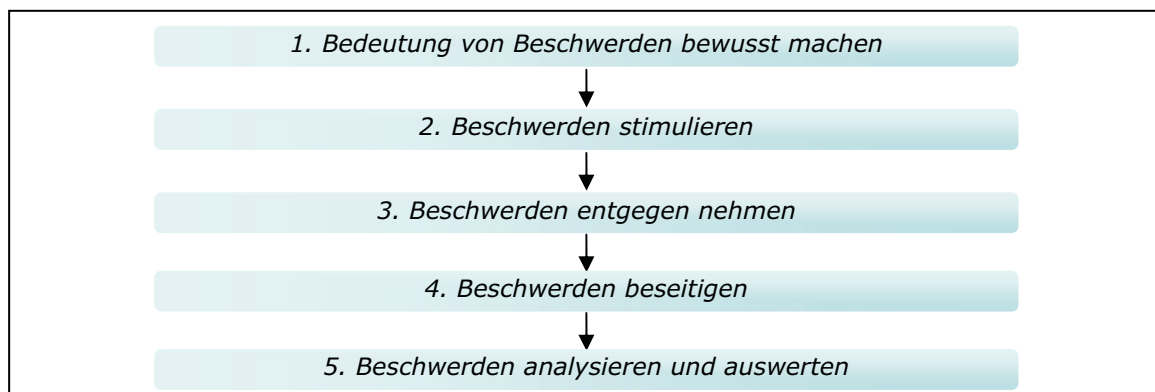 1. Bedeutung von Beschwerden bewusst machen
2. Beschwerden stimulieren
3. Beschwerden entgegen nehmen
4. Beschwerden beseitigen
5. Beschwerden analysieren und auswerten